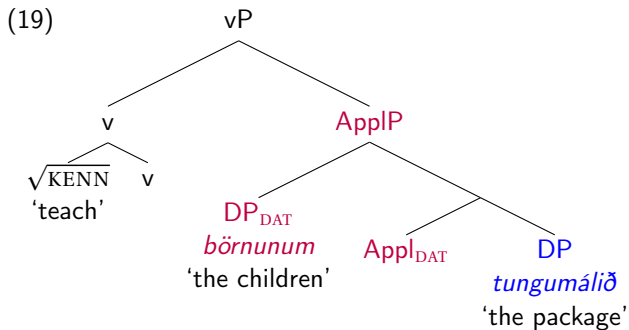 (19) vP
v ApplP
√KENN v DP_DAT
'teach' börnunum Appl_DAT DP
'the children' tungumálið
'the package'